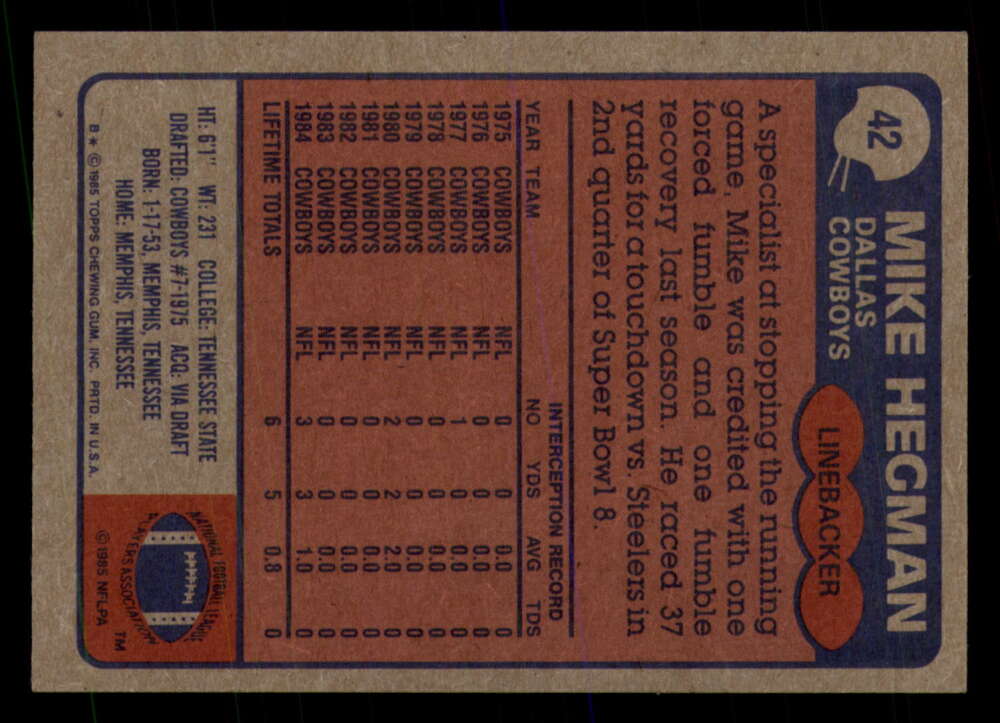 42
MIKE HEGMAN
DALLAS
COWBOYS
LINEBACKER
A specialist at stopping the running
game, Mike was credited with one
forced fumble and one fumble
recovery last season. He raced 37
yards for a touchdown vs. Steelers in
2nd quarter of Super Bowl 8.
INTERCEPTION RECORD
YEAR TEAM NO YDS AVG TDS
1975 COWBOYS NFL 0 0 0.0 0
1976 COWBOYS NFL 0 0 0.0 0
1977 COWBOYS NFL 1 0 0.0 0
1978 COWBOYS NFL 0 0 0.0 0
1979 COWBOYS NFL 0 0 0.0 0
1980 COWBOYS NFL 2 2 2.0 0
1981 COWBOYS NFL 0 0 0.0 0
1982 COWBOYS NFL 0 0 0.0 0
1983 COWBOYS NFL 0 0 0.0 0
1984 COWBOYS NFL 3 3 1.0 0
LIFETIME TOTALS 6 5 0.8 0
HT: 6'1" WT: 231 COLLEGE: TENNESSEE STATE
DRAFTED: COWBOYS #7-1975 ACQ: VIA DRAFT
BORN: 1-17-53, MEMPHIS, TENNESSEE
HOME: MEMPHIS, TENNESSEE
B* © 1985 TOPPS CHEWING GUM, INC. PRTD. IN U.S.A.
NATIONAL FOOTBALL LEAGUE
PLAYERS ASSOCIATION
TM
© 1985 NFLPA